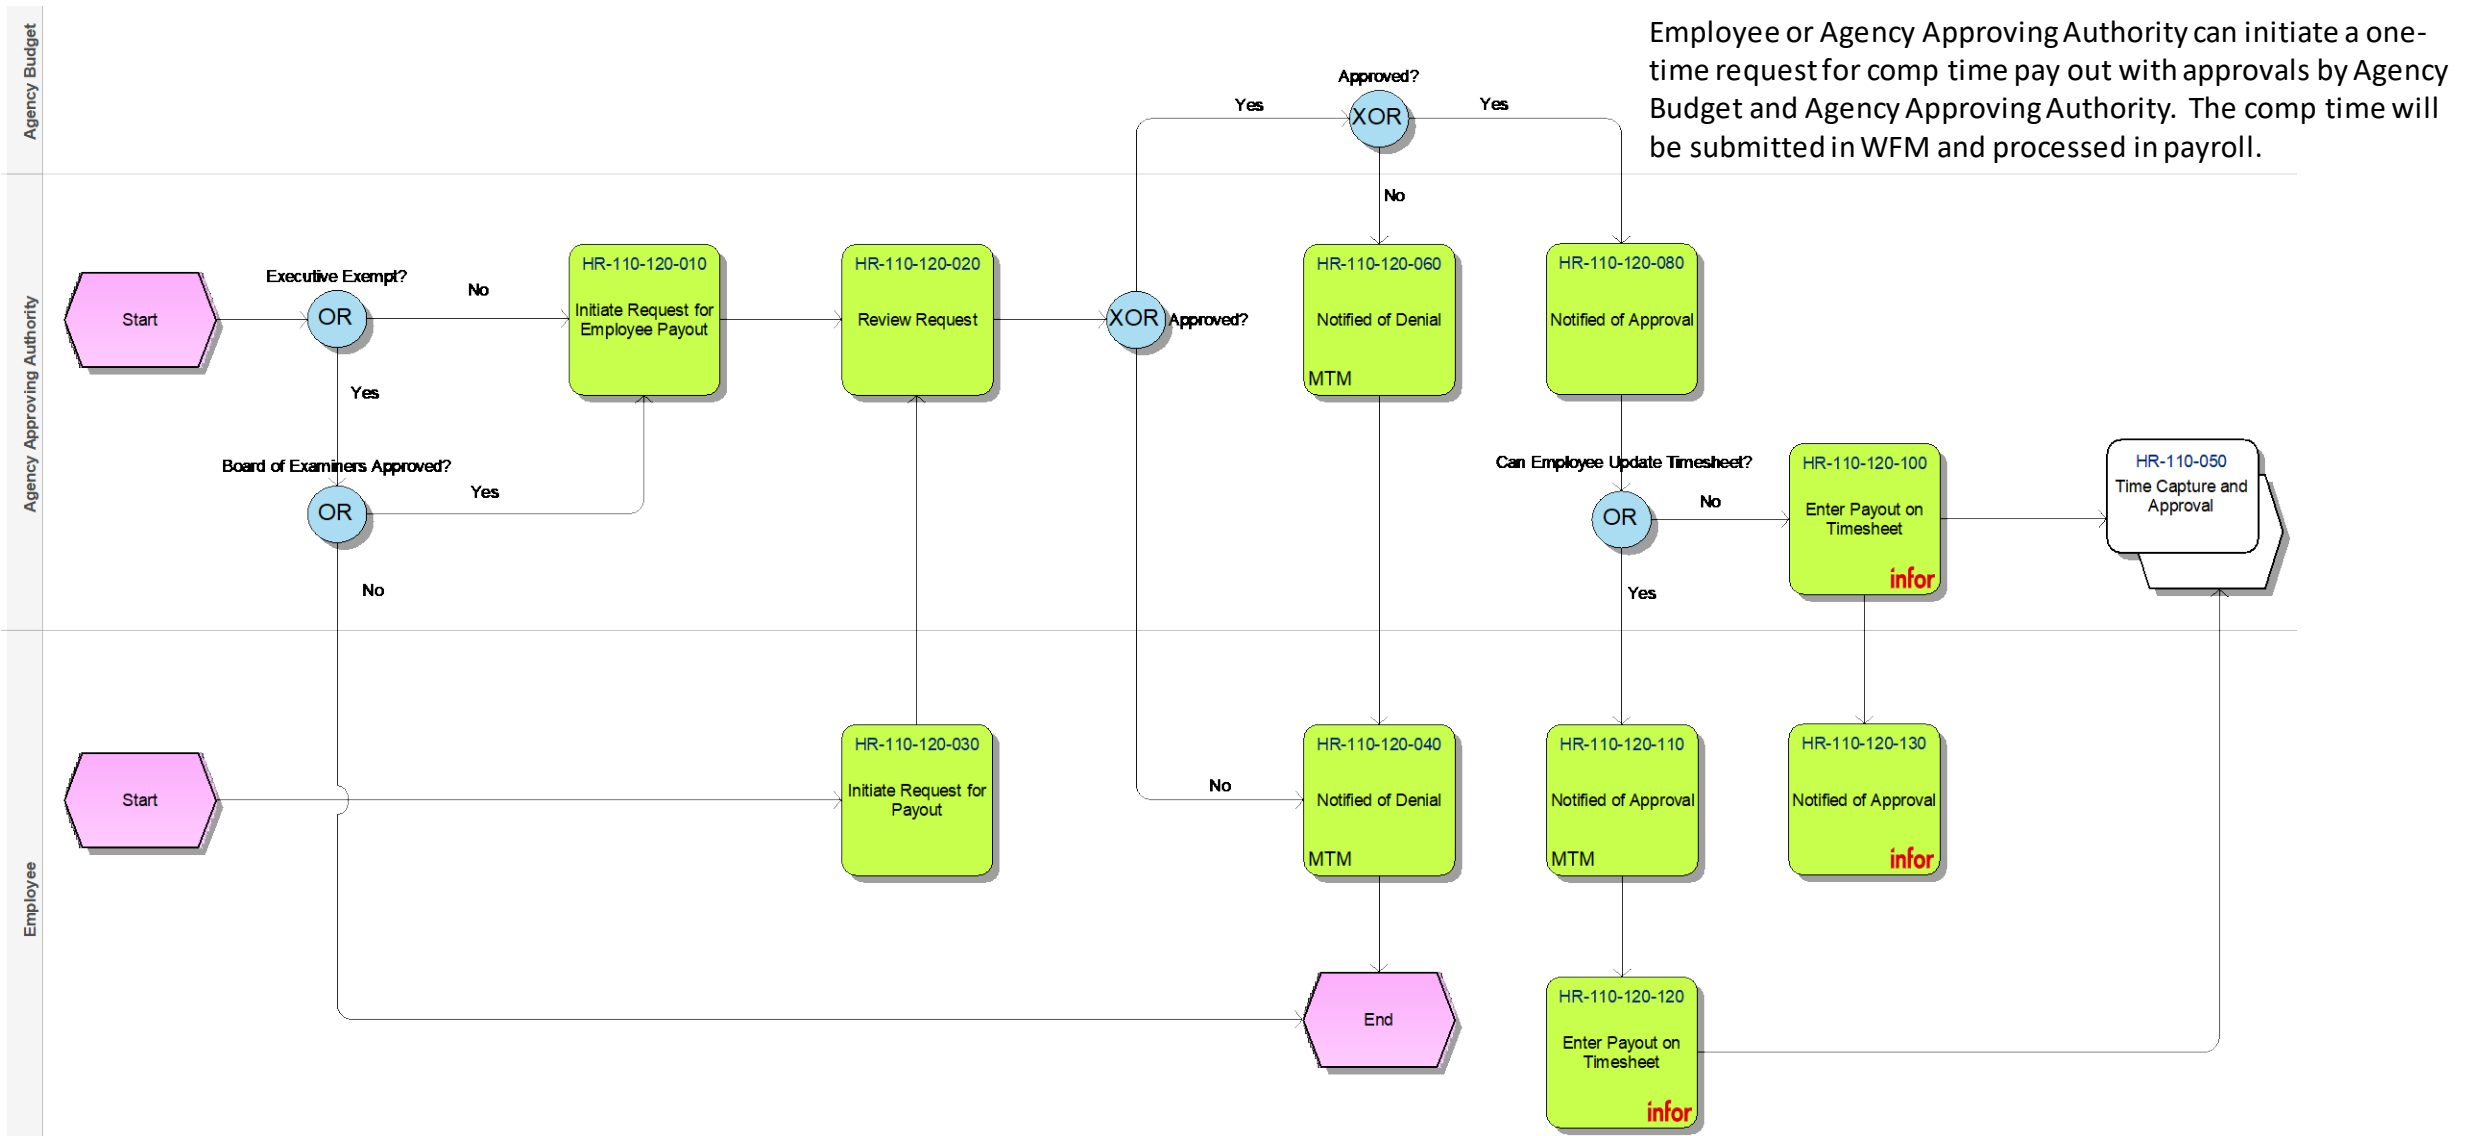 Employee or Agency Approving Authority can initiate a one-
time request for comp time pay out with approvals by Agency
Budget and Agency Approving Authority. The comp time will
be submitted in WFM and processed in payroll.
Agency Budget
Approved?
XOR
Yes
Yes
No
Agency Approving Authority
Start
Executive Exempt?
OR
No
Yes
Board of Examiners Approved?
OR
Yes
No
HR-110-120-010
Initiate Request for
Employee Payout
HR-110-120-020
Review Request
XOR
Approved?
HR-110-120-060
Notified of Denial
MTM
HR-110-120-080
Notified of Approval
Can Employee Update Timesheet?
OR
No
Yes
HR-110-120-100
Enter Payout on
Timesheet
infor
HR-110-050
Time Capture and
Approval
Employee
Start
HR-110-120-030
Initiate Request for
Payout
No
HR-110-120-040
Notified of Denial
MTM
HR-110-120-110
Notified of Approval
MTM
HR-110-120-130
Notified of Approval
infor
End
HR-110-120-120
Enter Payout on
Timesheet
infor